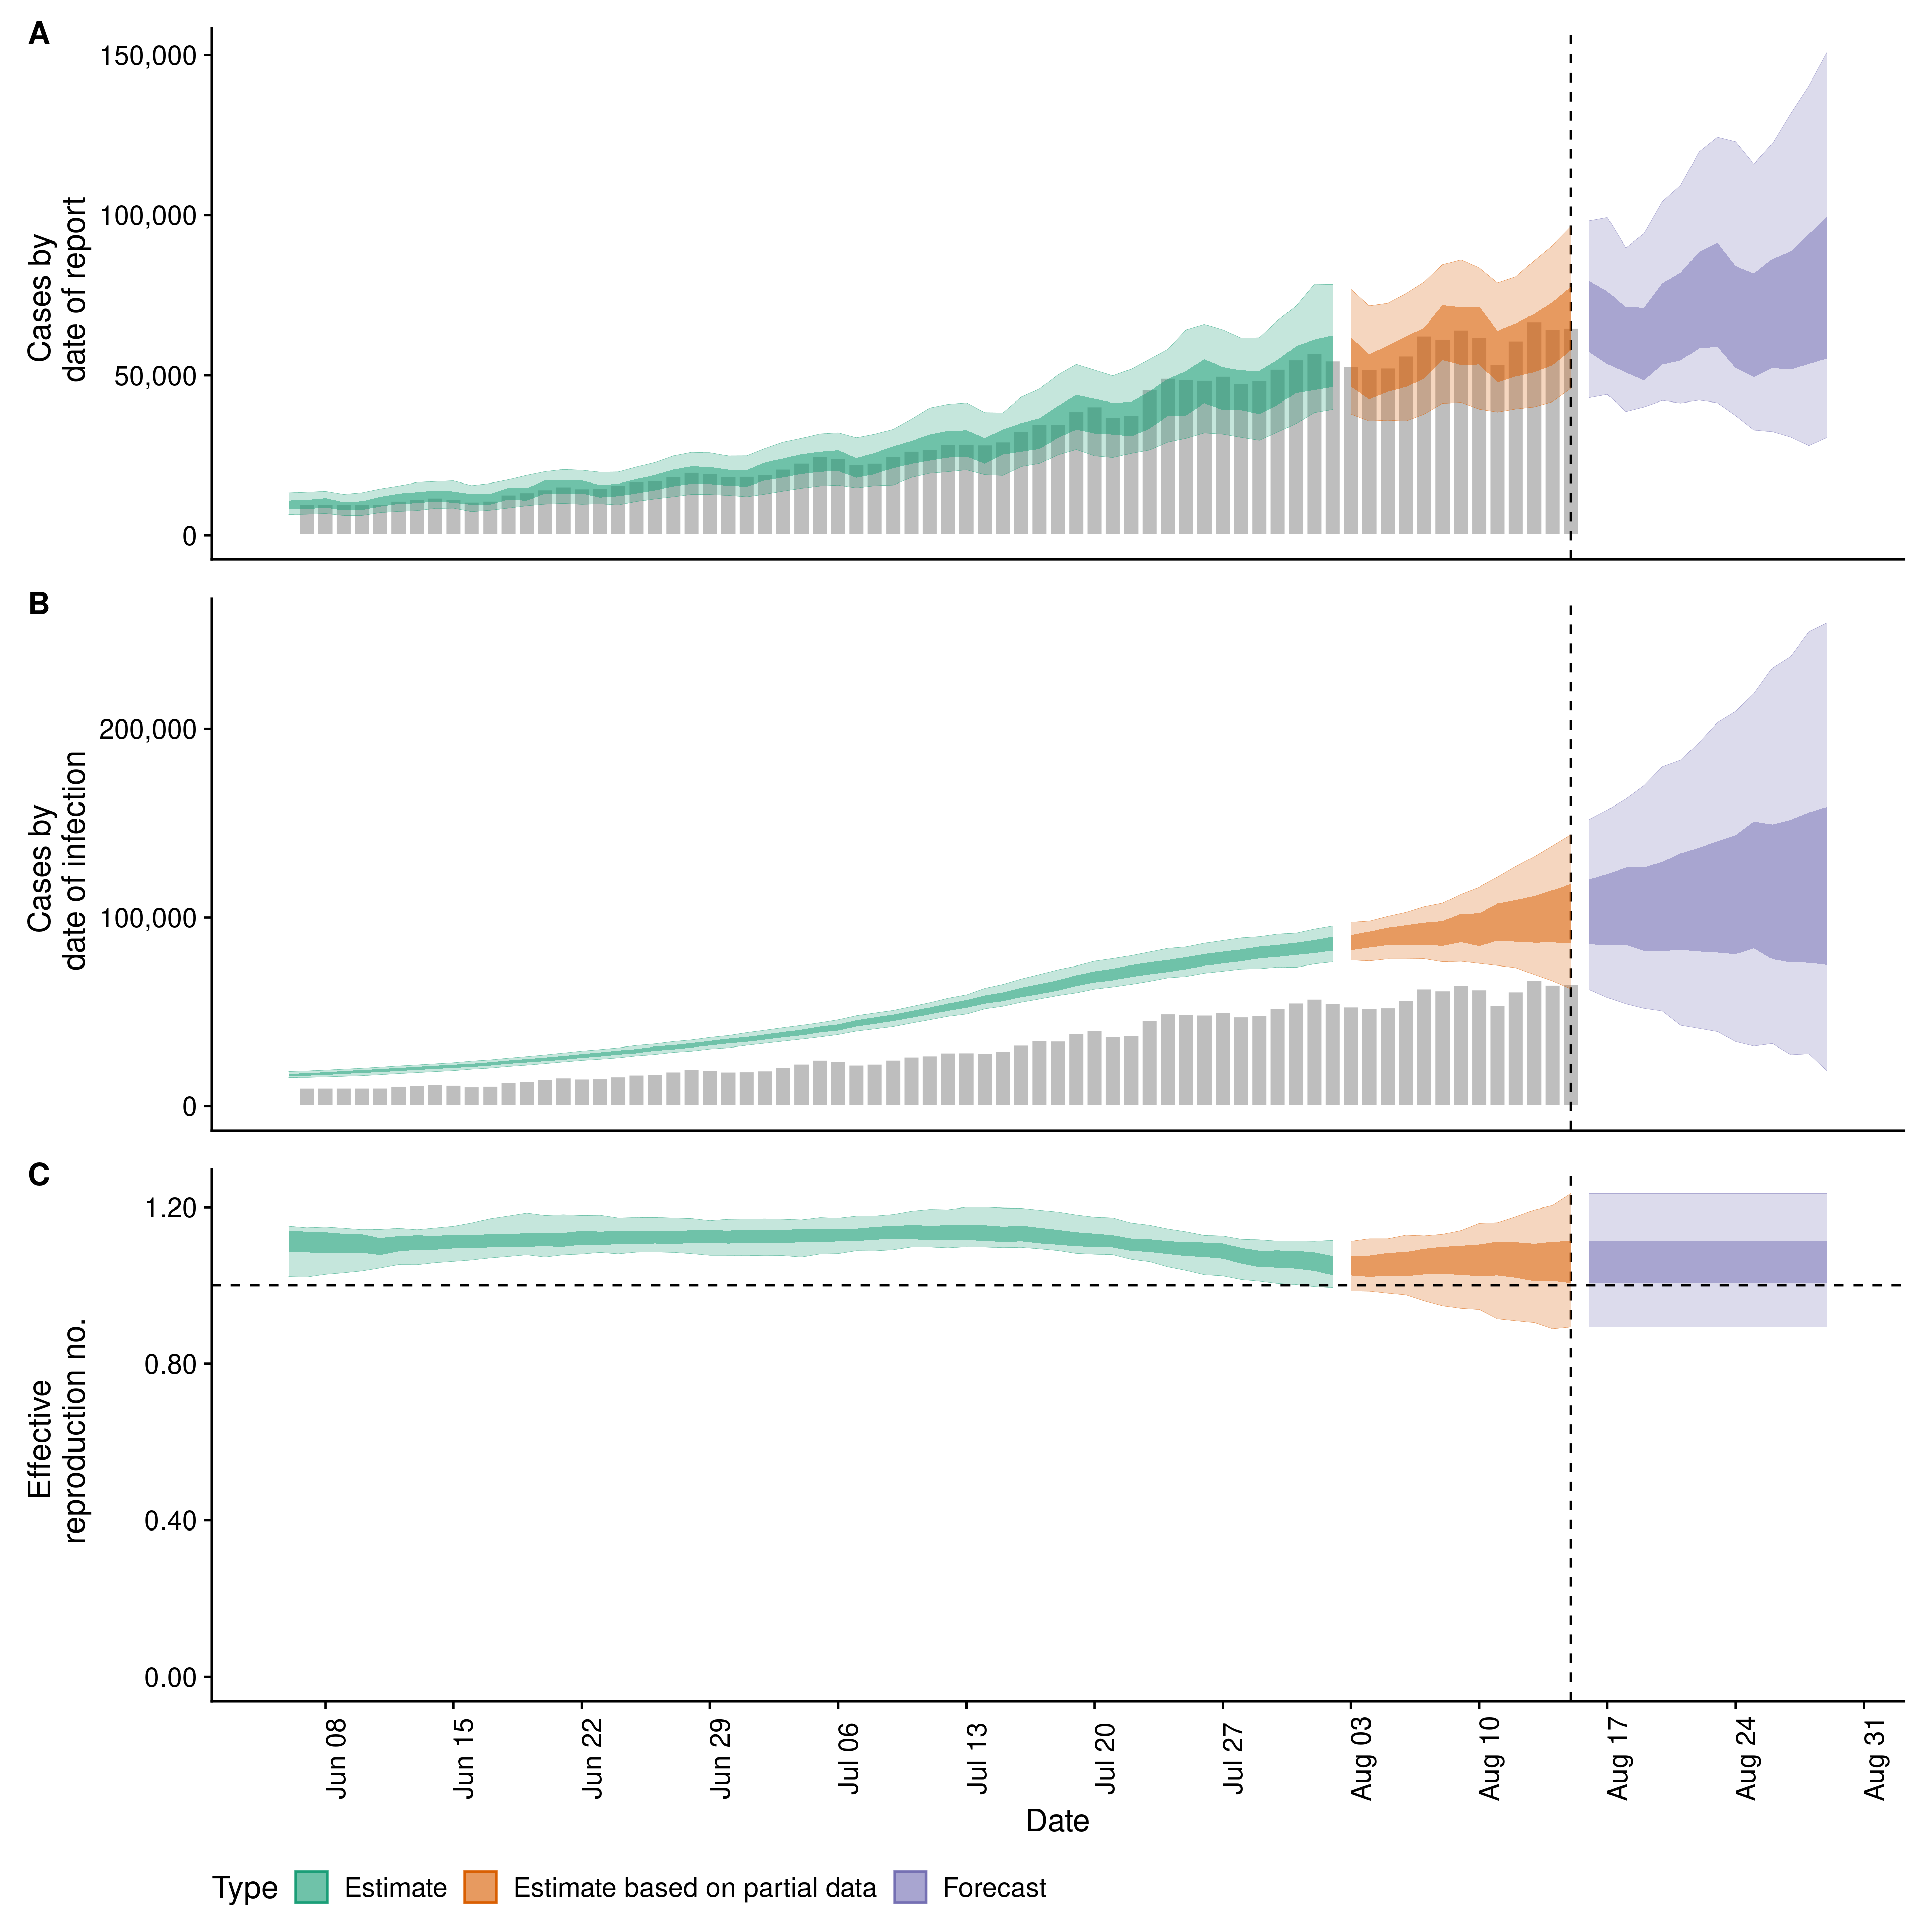 A
Cases by
date of report
150,000
100,000
50,000
0
B
Cases by
date of infection
200,000
100,000
0
C
Effective
reproduction no.
1.20
0.80
0.40
0.00
Jun 08
Jun 15
Jun 22
Jun 29
Jul 06
Jul 13
Jul 20
Jul 27
Aug 03
Aug 10
Aug 17
Aug 24
Aug 31
Date
Type Estimate Estimate based on partial data Forecast